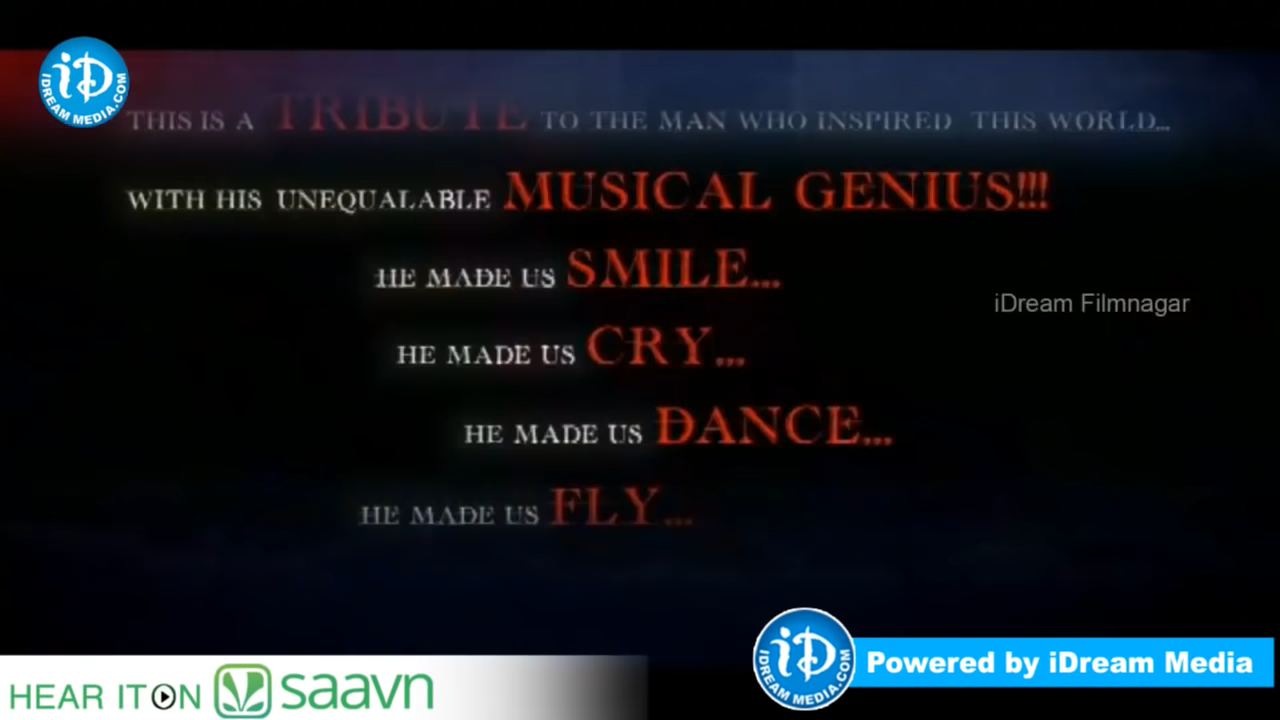 iD
IDREAM MEDIA.COM
THIS IS A TRIBUTE TO THE MAN WHO INSPIRED THIS WORLD...
WITH HIS UNEQUALABLE MUSICAL GENIUS!!!
HE MADE US SMILE...
iDream Filmnagar
HE MADE US CRY...
HE MADE US DANCE...
HE MADE US FLY...
iD
IDREAM MEDIA.COM
Powered by iDream Media
HEAR IT ON saavn